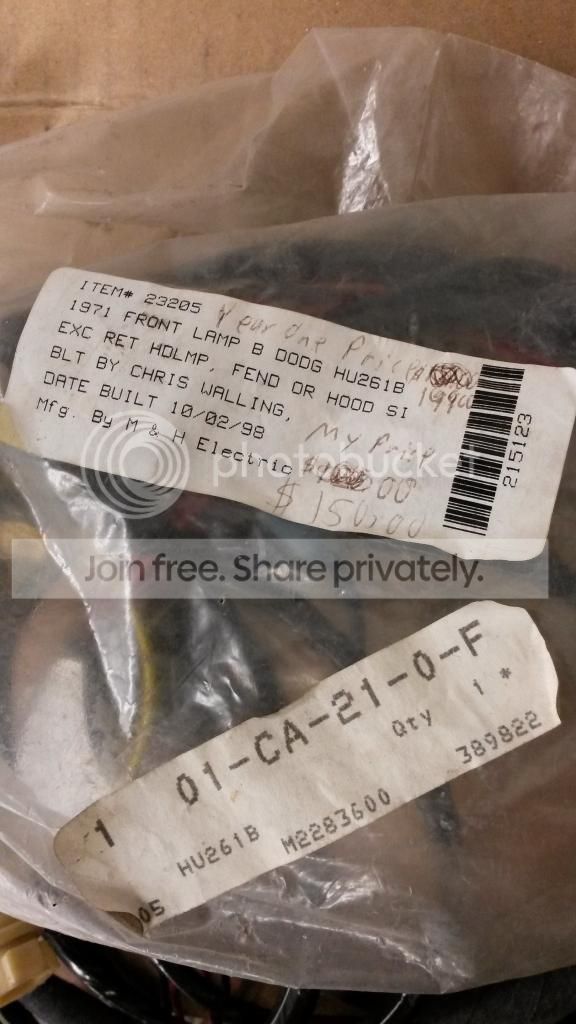 ITEM# 23205 Year One Price
1971 FRONT LAMP B DODG HU261B
EXC RET HDLMP, FEND OR HOOD SI
BLT BY CHRIS WALLING,
DATE BUILT 10/02/98
Mfg. By M & H Electric
My Price
$150.00
215123
photobucket
Join free. Share privately.
01-CA-21-0-F
1
Qty 1 *
HU261B M2283600 389822
05